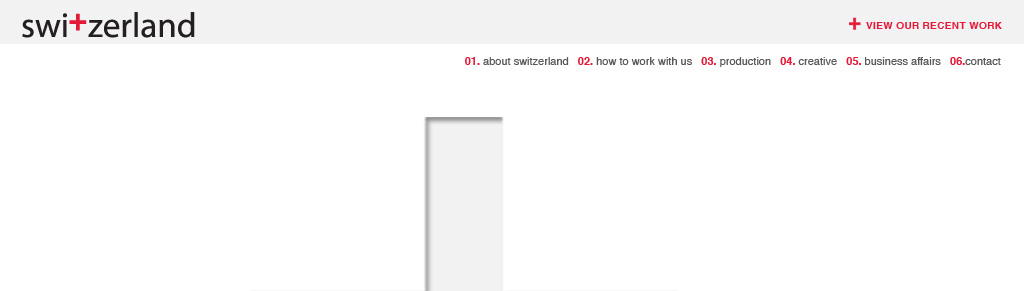 swi+zerland
+ VIEW OUR RECENT WORK
01. about switzerland 02. how to work with us 03. production 04. creative 05. business affairs 06.contact